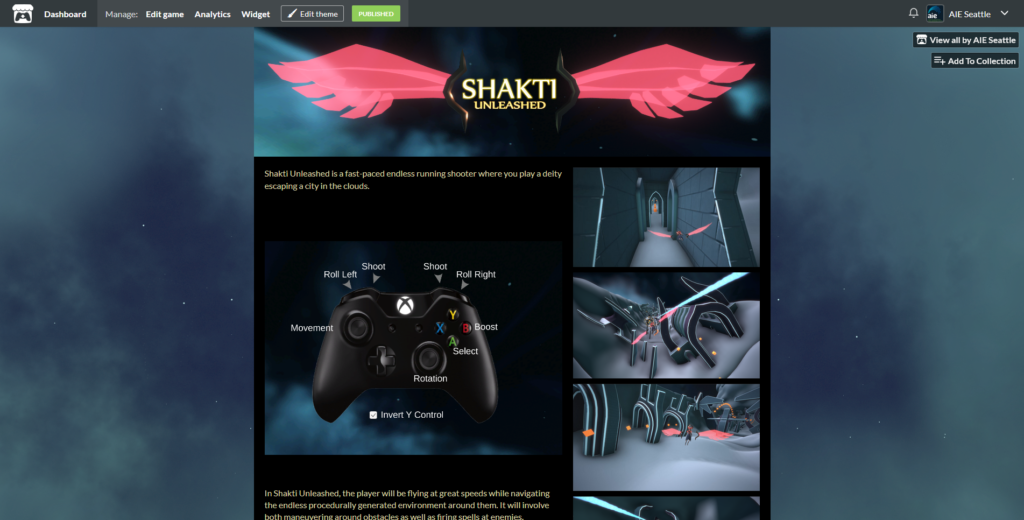 Dashboard Manage: Edit game Analytics Widget Edit theme PUBLISHED aie AIE Seattle
View all by AIE Seattle
Add To Collection
SHAKTI
UNLEASHED
Shakti Unleashed is a fast-paced endless running shooter where you play a deity
escaping a city in the clouds.
Shoot Shoot
Roll Left Roll Right
Y
Movement X B Boost
A
Select
Rotation
Invert Y Control
In Shakti Unleashed, the player will be flying at great speeds while navigating
the endless procedurally generated environment around them. It will involve
both maneuvering around obstacles as well as firing spells at enemies.